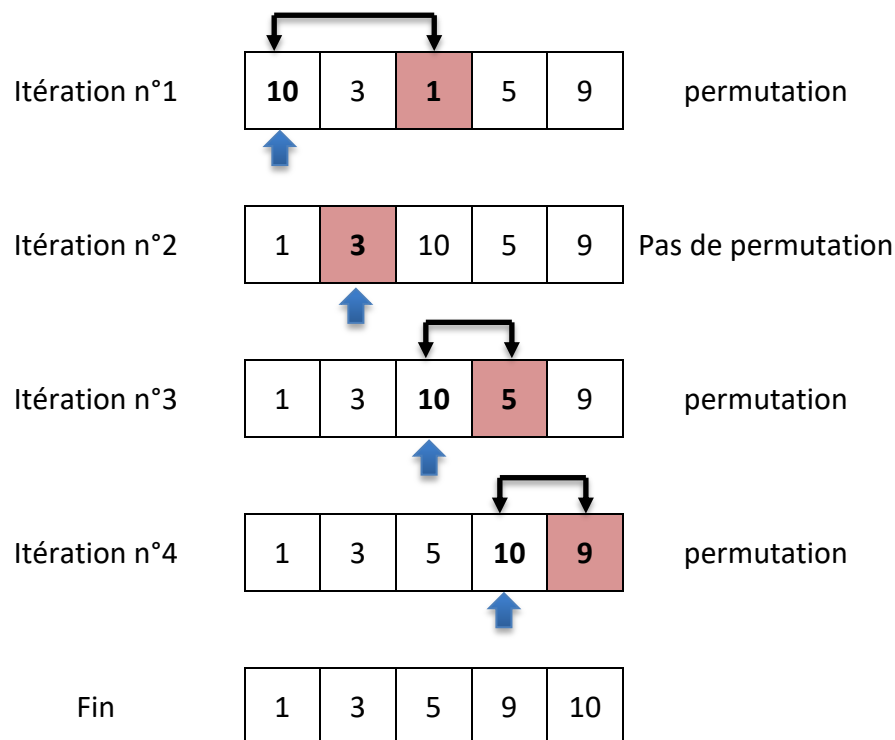 Itération n°1 10 3 1 5 9 permutation
Itération n°2 1 3 10 5 9 Pas de permutation
Itération n°3 1 3 10 5 9 permutation
Itération n°4 1 3 5 10 9 permutation
Fin 1 3 5 9 10